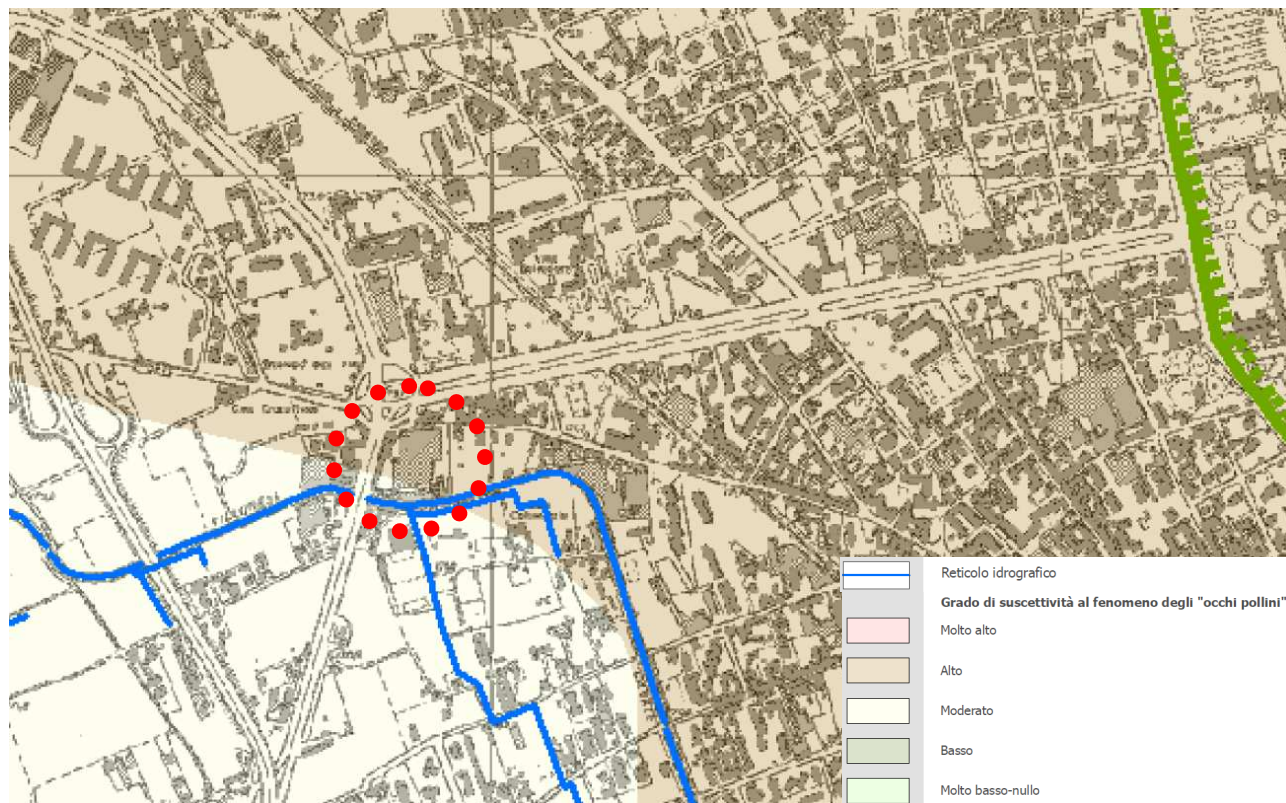 Reticolo idrografico
Grado di suscettività al fenomeno degli "occhi pollini"
Molto alto
Alto
Moderato
Basso
Molto basso-nullo